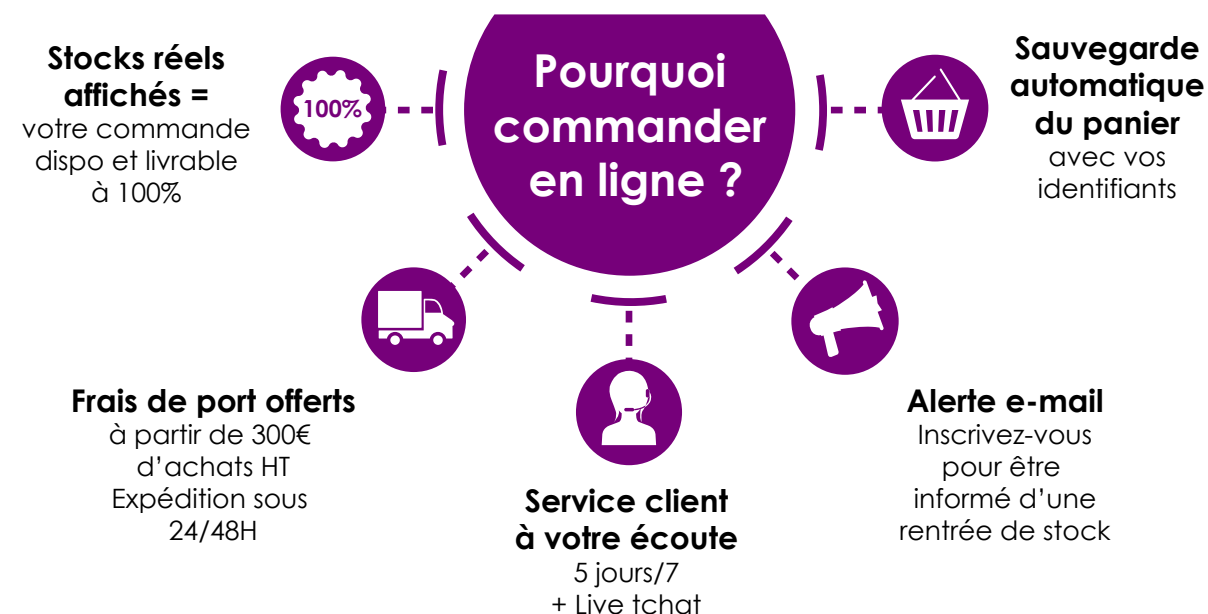 Pourquoi
commander
en ligne ?
Stocks réels
affichés =
votre commande
dispo et livrable
à 100%
100%
Frais de port offerts
à partir de 300€
d'achats HT
Expédition sous
24/48H
Service client
à votre écoute
5 jours/7
+ Live tchat
Alerte e-mail
Inscrivez-vous
pour être
informé d'une
rentrée de stock
Sauvegarde
automatique
du panier
avec vos
identifiants